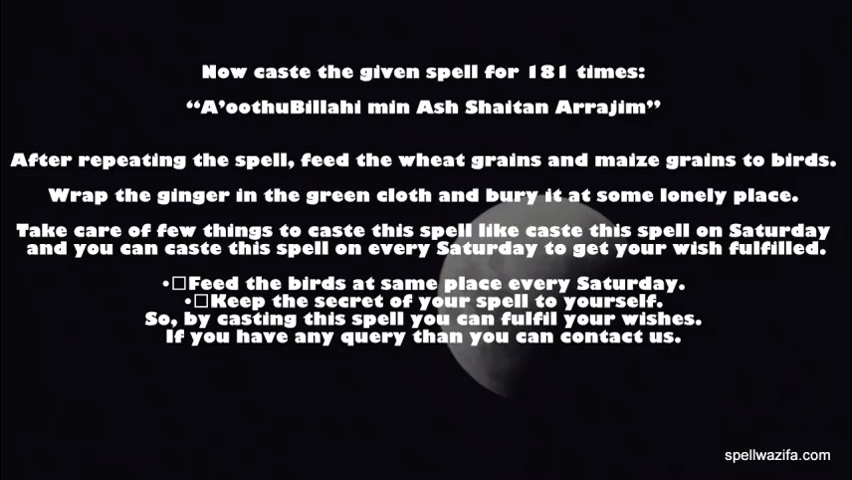 Now caste the given spell for 181 times:
“A’oothuBillahi min Ash Shaitan Arrajim”
After repeating the spell, feed the wheat grains and maize grains to birds.
Wrap the ginger in the green cloth and bury it at some lonely place.
Take care of few things to caste this spell like caste this spell on Saturday
and you can caste this spell on every Saturday to get your wish fulfilled.
•□Feed the birds at same place every Saturday.
•□Keep the secret of your spell to yourself.
So, by casting this spell you can fulfil your wishes.
If you have any query than you can contact us.
spellwazifa.com